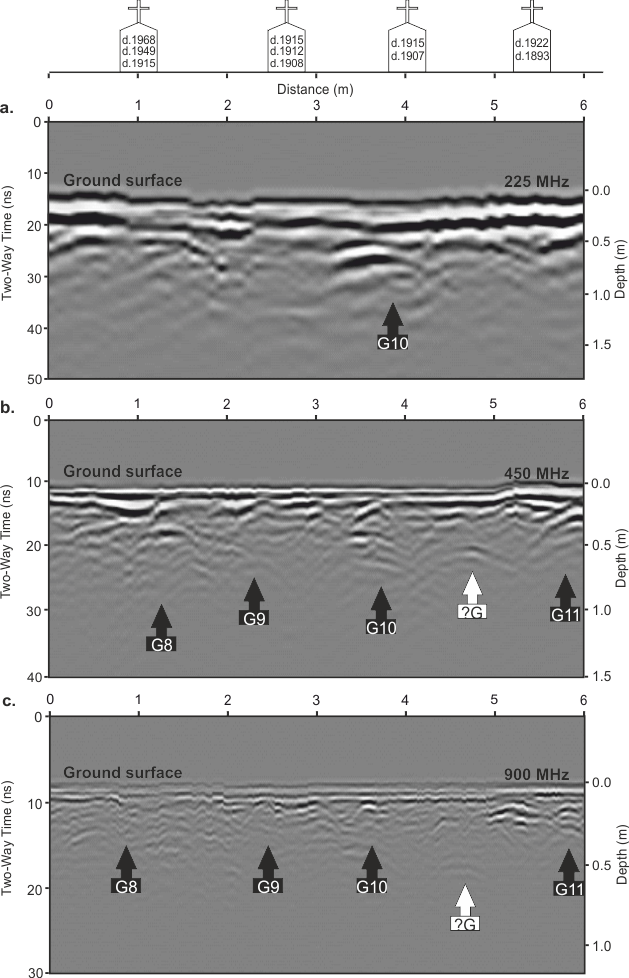 d.1968 d.1915 d.1915 d.1922
d.1949 d.1912 d.1907 d.1893
d.1915 d.1908
Distance (m)
a.
0 1 2 3 4 5 6
0
10
20
30
40
50
Two-Way Time (ns)
Ground surface 225 MHz
0.0
0.5
1.0
1.5
Depth (m)
G10
b.
0 1 2 3 4 5 6
0
10
20
30
40
Two-Way Time (ns)
Ground surface 450 MHz
0.0
0.5
1.0
1.5
Depth (m)
G8 G9 G10 ?G G11
c.
0 1 2 3 4 5 6
0
10
20
30
Two-Way Time (ns)
Ground surface 900 MHz
0.0
0.5
1.0
Depth (m)
G8 G9 G10 ?G G11